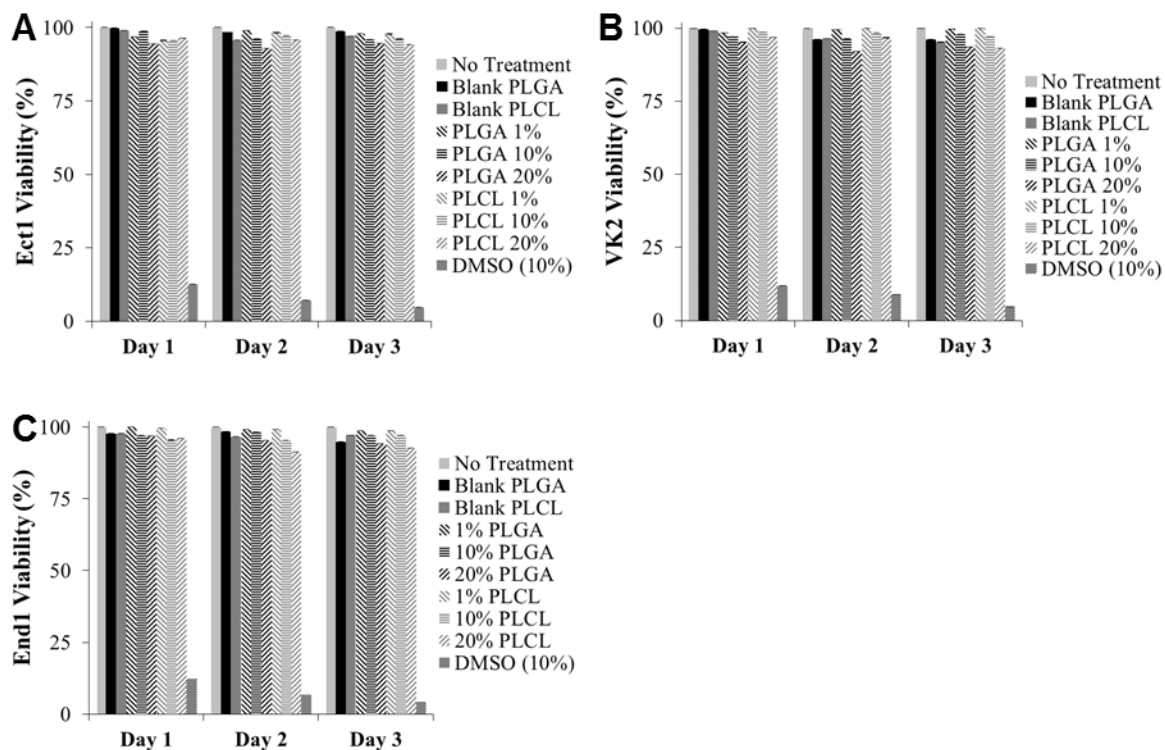 A
Ect1 Viability (%)
100
75
50
25
0
Day 1
Day 2
Day 3
No Treatment
Blank PLGA
Blank PLCL
PLGA 1%
PLGA 10%
PLGA 20%
PLCL 1%
PLCL 10%
PLCL 20%
DMSO (10%)
B
VK2 Viability (%)
100
75
50
25
0
Day 1
Day 2
Day 3
No Treatment
Blank PLGA
Blank PLCL
PLGA 1%
PLGA 10%
PLGA 20%
PLCL 1%
PLCL 10%
PLCL 20%
DMSO (10%)
C
End1 Viability (%)
100
75
50
25
0
Day 1
Day 2
Day 3
No Treatment
Blank PLGA
Blank PLCL
1% PLGA
10% PLGA
20% PLGA
1% PLCL
10% PLCL
20% PLCL
DMSO (10%)